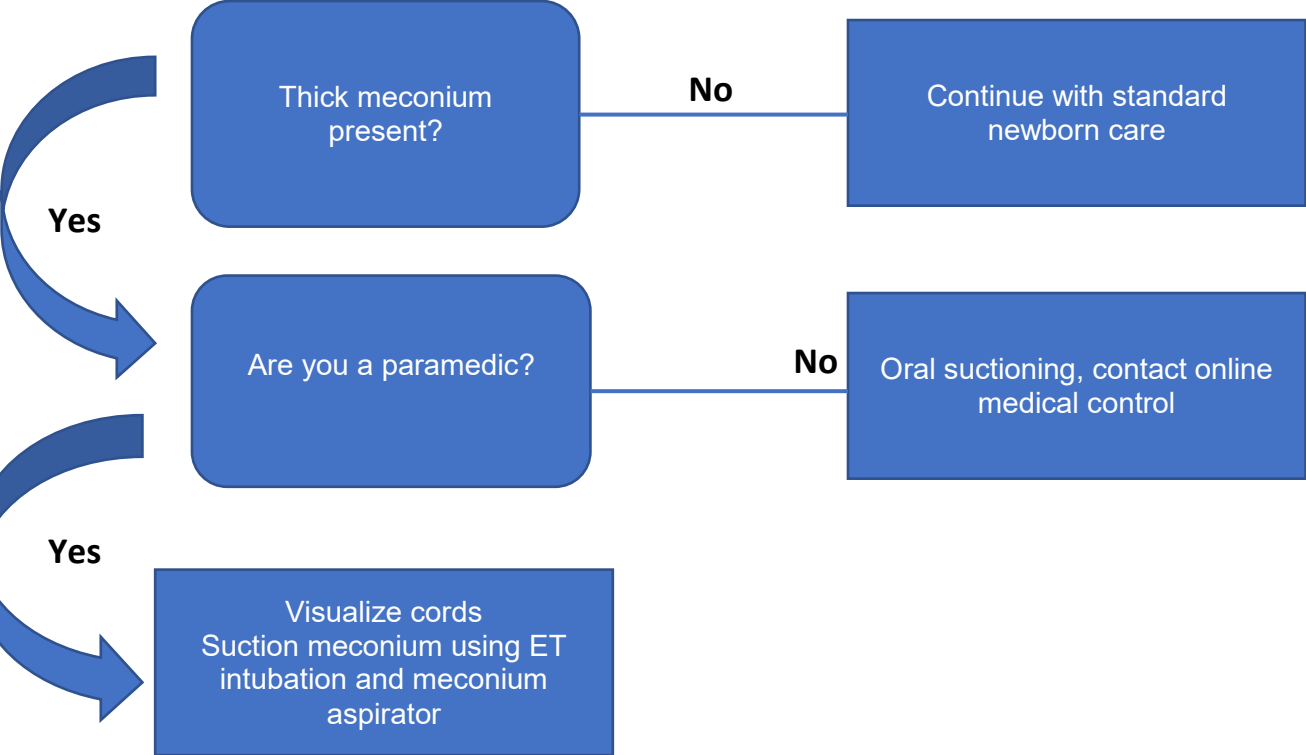 Thick meconium
present?
No
Continue with standard
newborn care
Yes
Are you a paramedic?
No
Oral suctioning, contact online
medical control
Yes
Visualize cords
Suction meconium using ET
intubation and meconium
aspirator